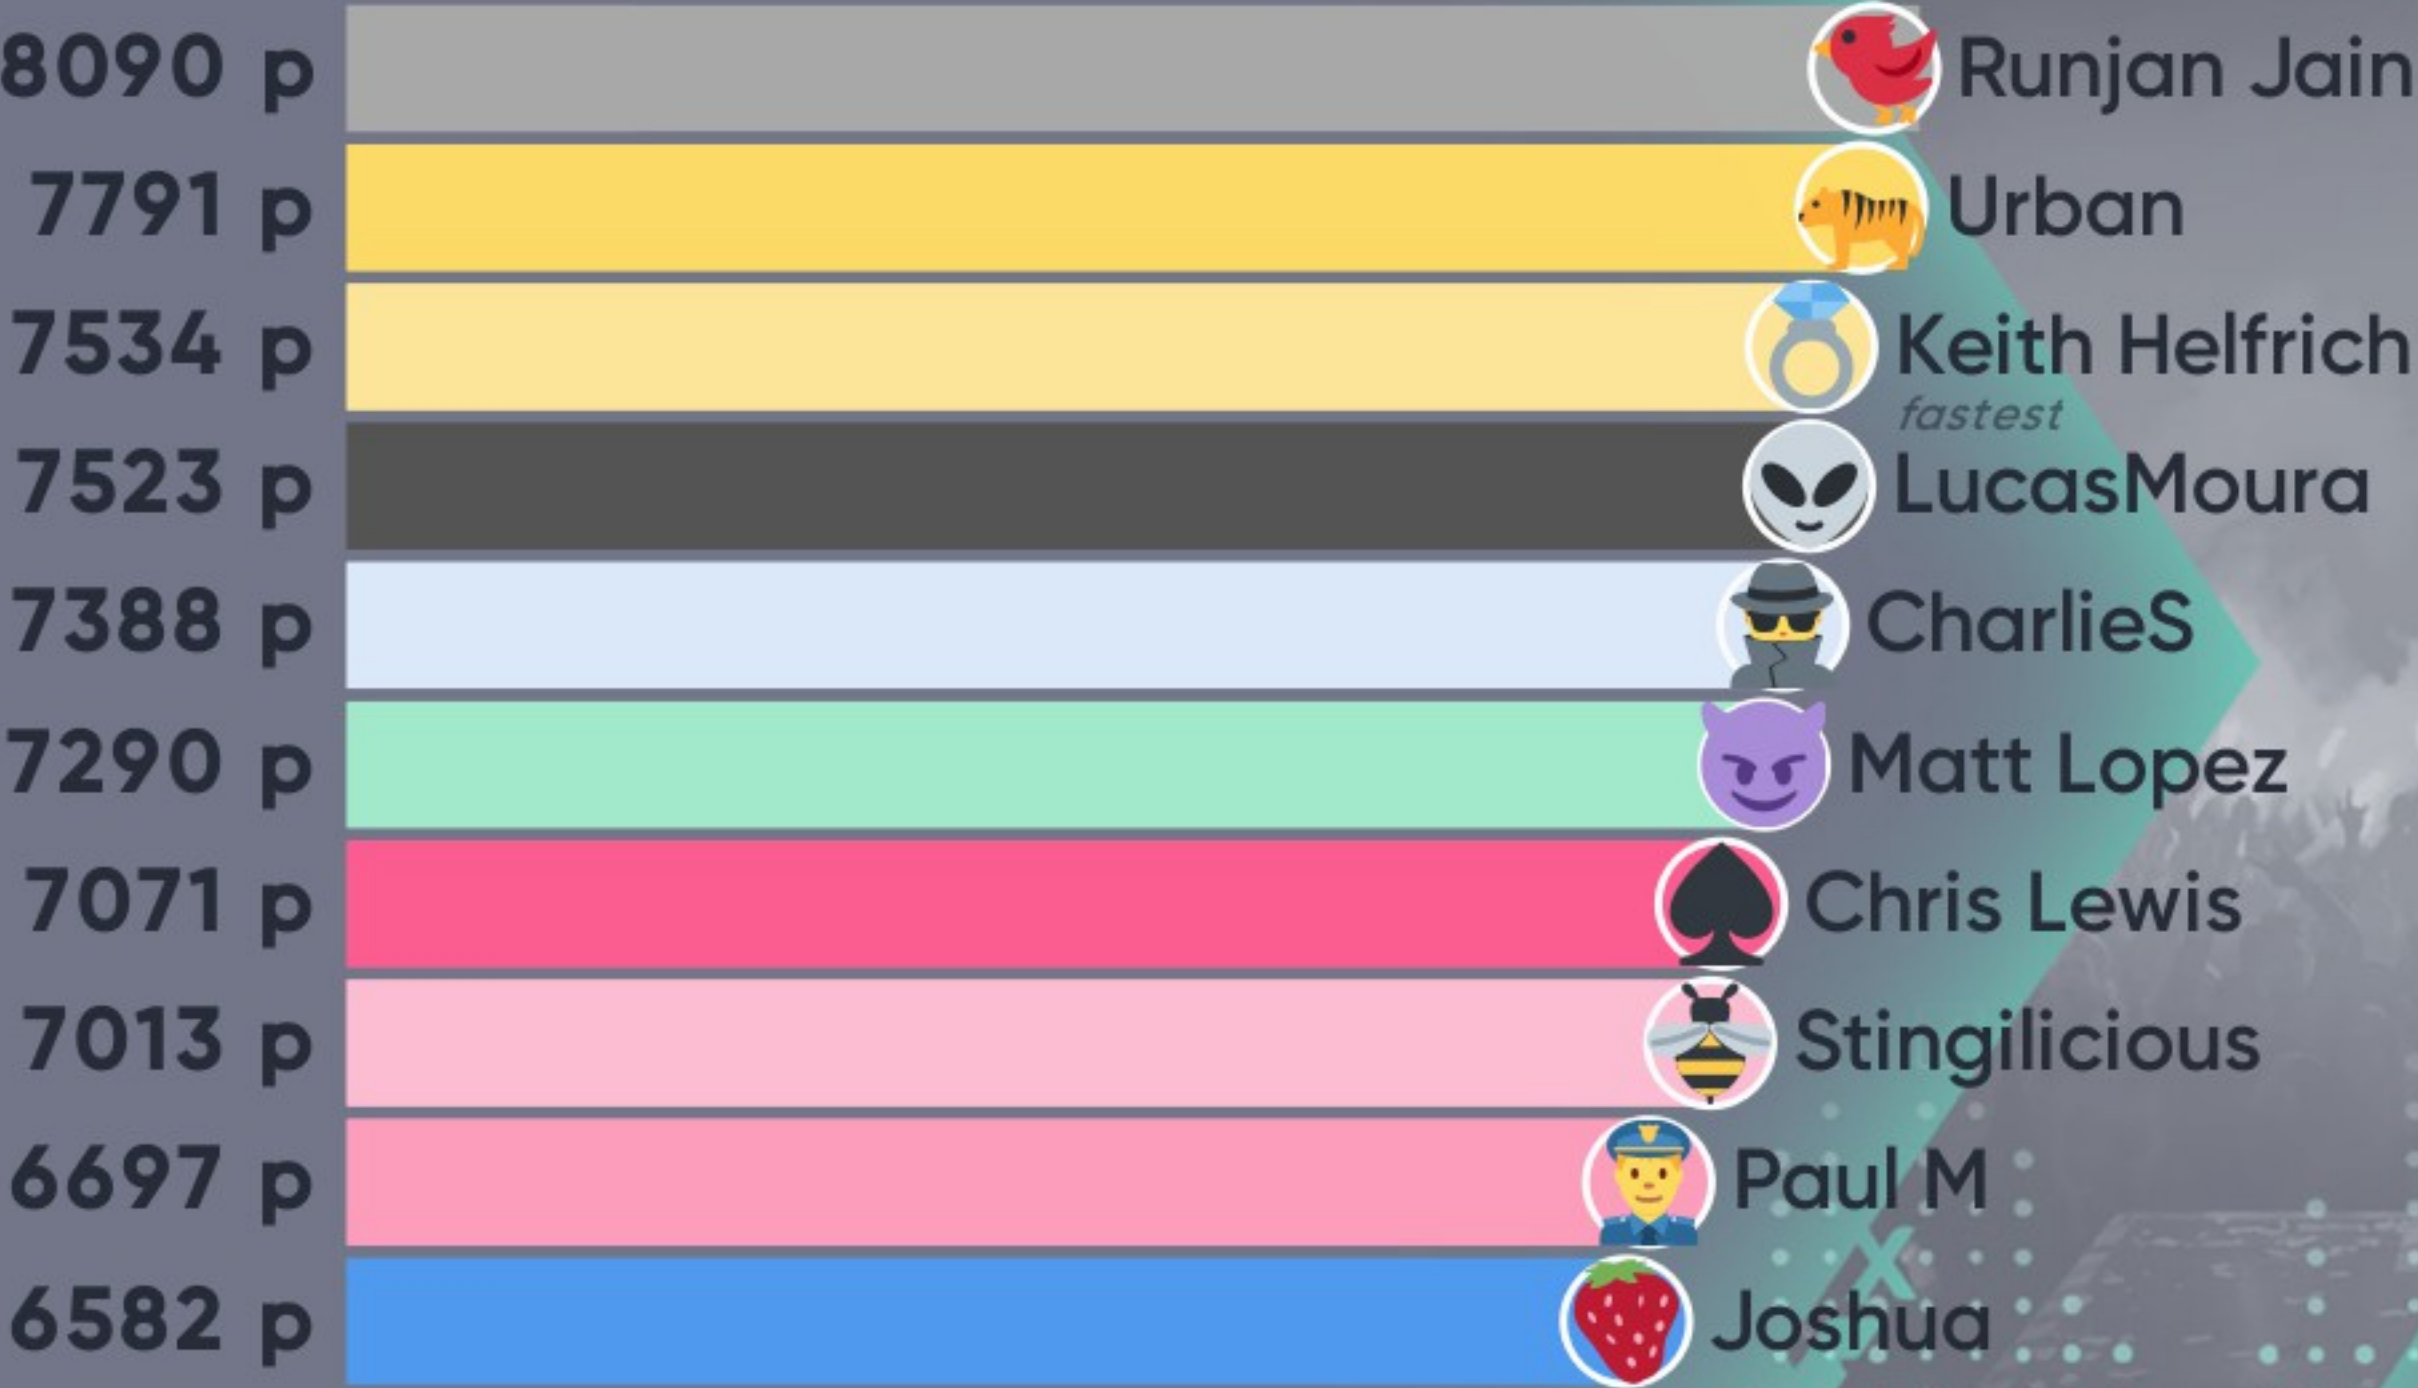 8090 p Runjan Jain
7791 p Urban
7534 p Keith Helfrich
fastest
7523 p LucasMoura
7388 p CharlieS
7290 p Matt Lopez
7071 p Chris Lewis
7013 p Stingilicious
6697 p Paul M
6582 p Joshua